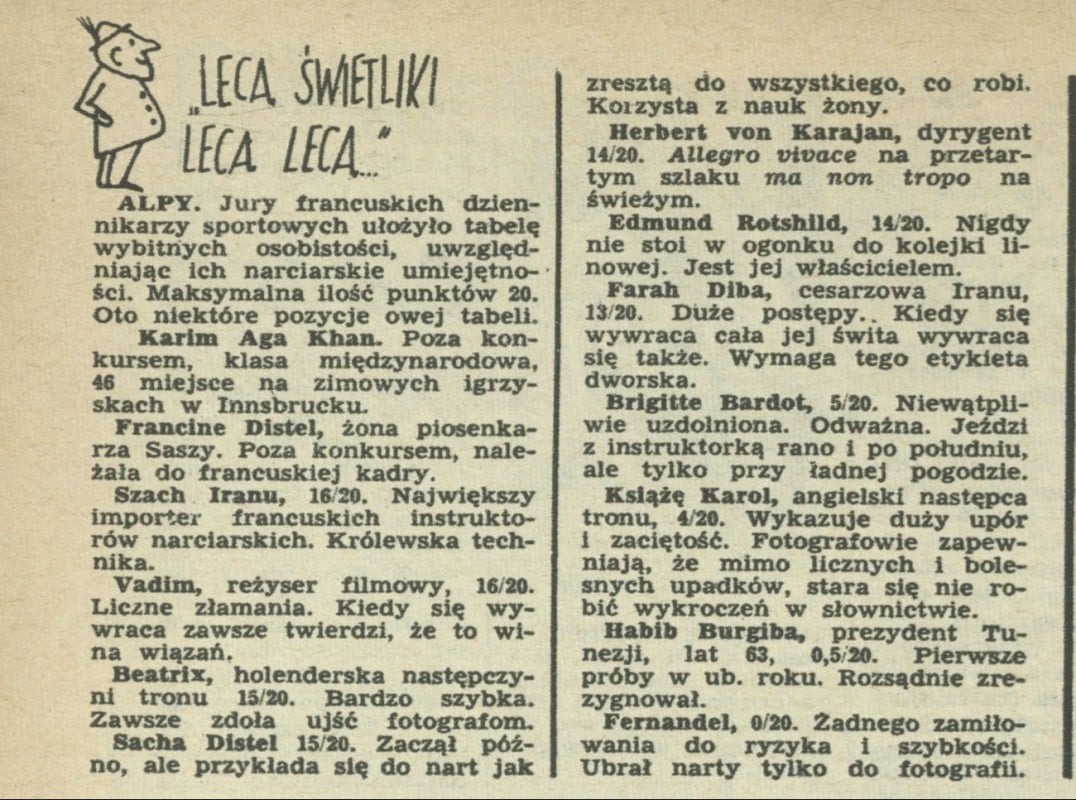 „LECĄ ŚWIETLIKI
LECĄ LECĄ..."
ALPY. Jury francuskich dzien-
nikarzy sportowych ułożyło tabelę
wybitnych osobistości, uwzględ-
niając ich narciarskie umiejętno-
ści. Maksymalna ilość punktów 20.
Oto niektóre pozycje owej tabeli.
Karim Aga Khan. Poza kon-
kursem, klasa międzynarodowa,
46 miejsce na zimowych igrzy-
skach w Innsbrucku.
Francine Distel, żona piosenka-
rza Saszy. Poza konkursem, nale-
żała do francuskiej kadry.
Szach Iranu, 16/20. Największy
importer francuskich instrukto-
rów narciarskich. Królewska tech-
nika.
Vadim, reżyser filmowy, 16/20.
Liczne złamania. Kiedy się wy-
wraca zawsze twierdzi, że to wi-
na wiązań.
Beatrix, holenderska następczy-
ni tronu 15/20. Bardzo szybka.
Zawsze zdoła ujść fotografom.
Sacha Distel 15/20. Zaczął póź-
no, ale przykłada się do nart jak
zresztą do wszystkiego, co robi.
Korzysta z nauk żony.
Herbert von Karajan, dyrygent
14/20. Allegro vivace na przetar-
tym szlaku ma non tropo na
świeżym.
Edmund Rotshild, 14/20. Nigdy
nie stoi w ogonku do kolejki li-
nowej. Jest jej właścicielem.
Farah Diba, cesarzowa Iranu,
13/20. Duże postępy.. Kiedy się
wywraca cała jej świta wywraca
się także. Wymaga tego etykieta
dworska.
Brigitte Bardot, 5/20. Niewątpli-
wie uzdolniona. Odważna. Jeździ
z instruktorką rano i po południu,
ale tylko przy ładnej pogodzie.
Książę Karol, angielski następca
tronu, 4/20. Wykazuje duży upór
i zaciętość. Fotografowie zapew-
niają, że mimo licznych i bole-
snych upadków, stara się nie ro-
bić wykroczeń w słownictwie.
Habib Burgiba, prezydent Tu-
nezji, lat 63, 0,5/20. Pierwsze
próby w ub. roku. Rozsądnie zre-
zygnował.
Fernandel, 0/20. Żadnego zamiło-
wania do ryzyka i szybkości.
Ubrał narty tylko do fotografii.